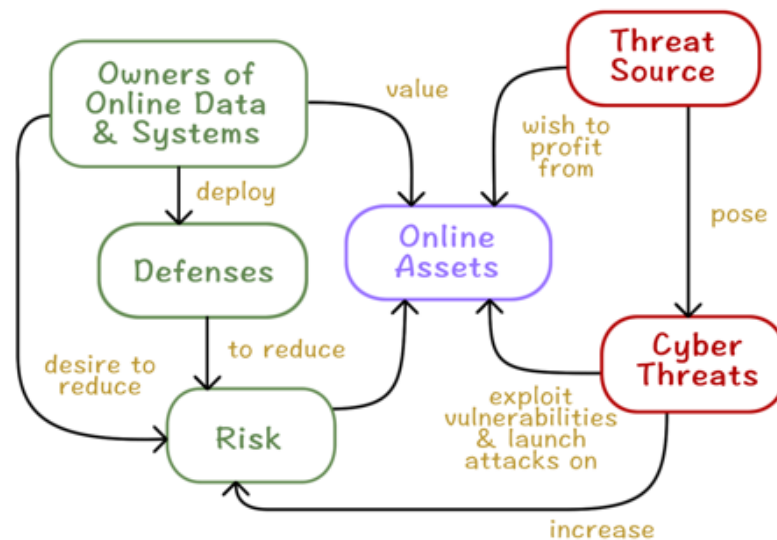 Owners of
Online Data
& Systems
value
Threat
Source
wish to
profit
from
deploy
Defenses
Online
Assets
pose
desire to
reduce
to reduce
Risk
Cyber
Threats
exploit
vulnerabilities
& launch
attacks on
increase